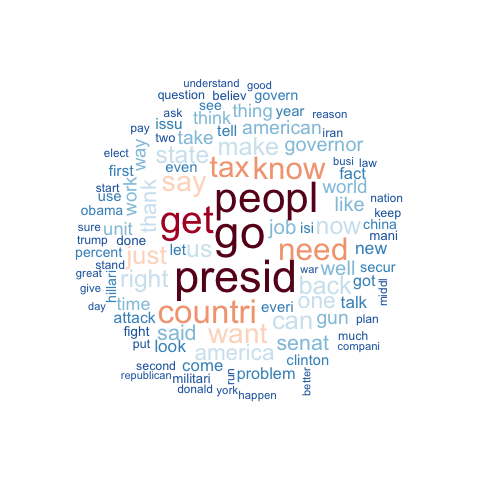 understand good
question believ govern
ask see think thing year
pay issu two take tell american reason
elect way state make governor iran
first even tax know busi law
start use work thank say fact
obama peopl world like nation keep
sure unit get go job isi now china mani
trump done just let us need new
percent
stand right presid war well secur
great hillari back got middl
give time countri everi one talk
day attack said want can gun plan
fight much
put look america senat compani
second come clinton
republican militari run problem
donald york happen better